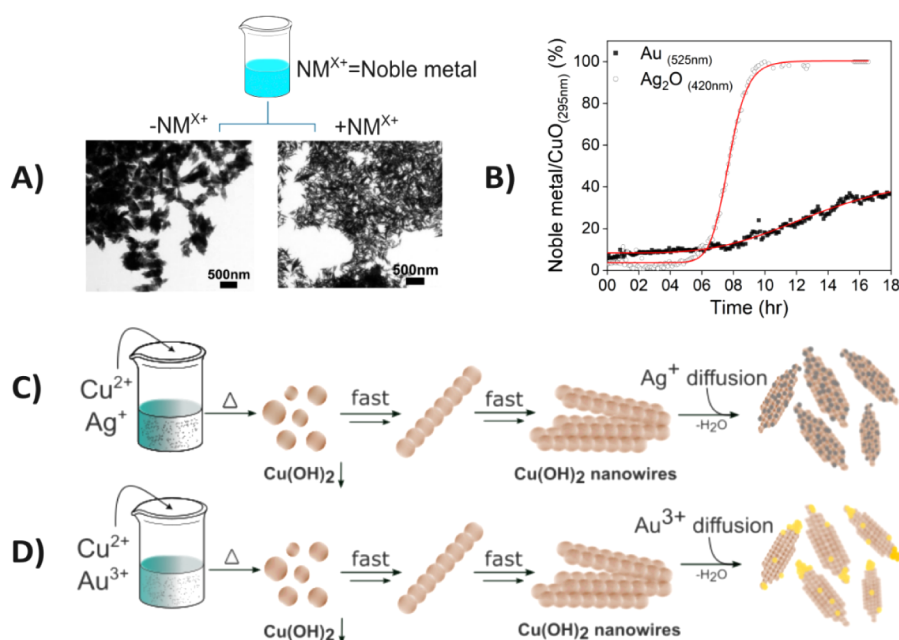 NM^X+=Noble metal
-NM^X+
+NM^X+
A)
500nm
500nm
B)
Noble metal/CuO(295nm) (%)
Au (525nm)
Ag2O (420nm)
100
80
60
40
20
0
00 02 04 06 08 10 12 14 16 18
Time (hr)
C)
Cu2+
Ag+
Δ
Cu(OH)2↓
fast
fast
Cu(OH)2 nanowires
Ag+ diffusion
-H2O
D)
Cu2+
Au3+
Δ
Cu(OH)2↓
fast
fast
Cu(OH)2 nanowires
Au3+ diffusion
-H2O